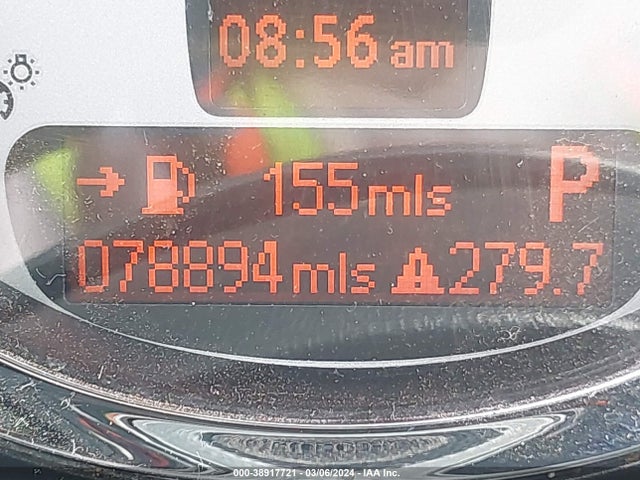 08:56 am
155 mls P
078894 mls 279.7
000-38917721 - 03/06/2024 - IAA Inc.